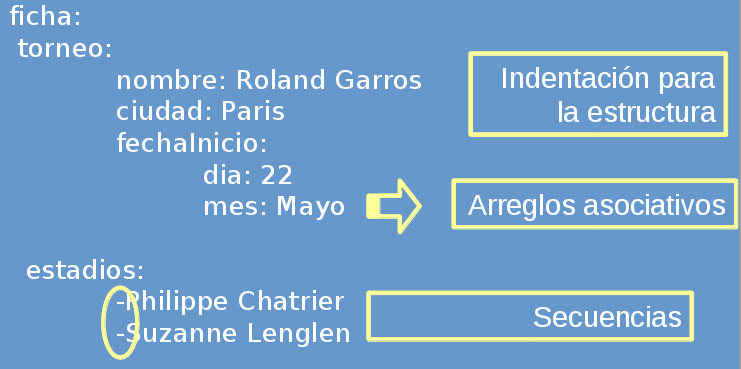 ficha:
torneo:
nombre: Roland Garros
ciudad: Paris
fechaInicio:
dia: 22
mes: Mayo
estadios:
-Philippe Chatrier
-Suzanne Lenglen
Indentación para
la estructura
Arreglos asociativos
Secuencias